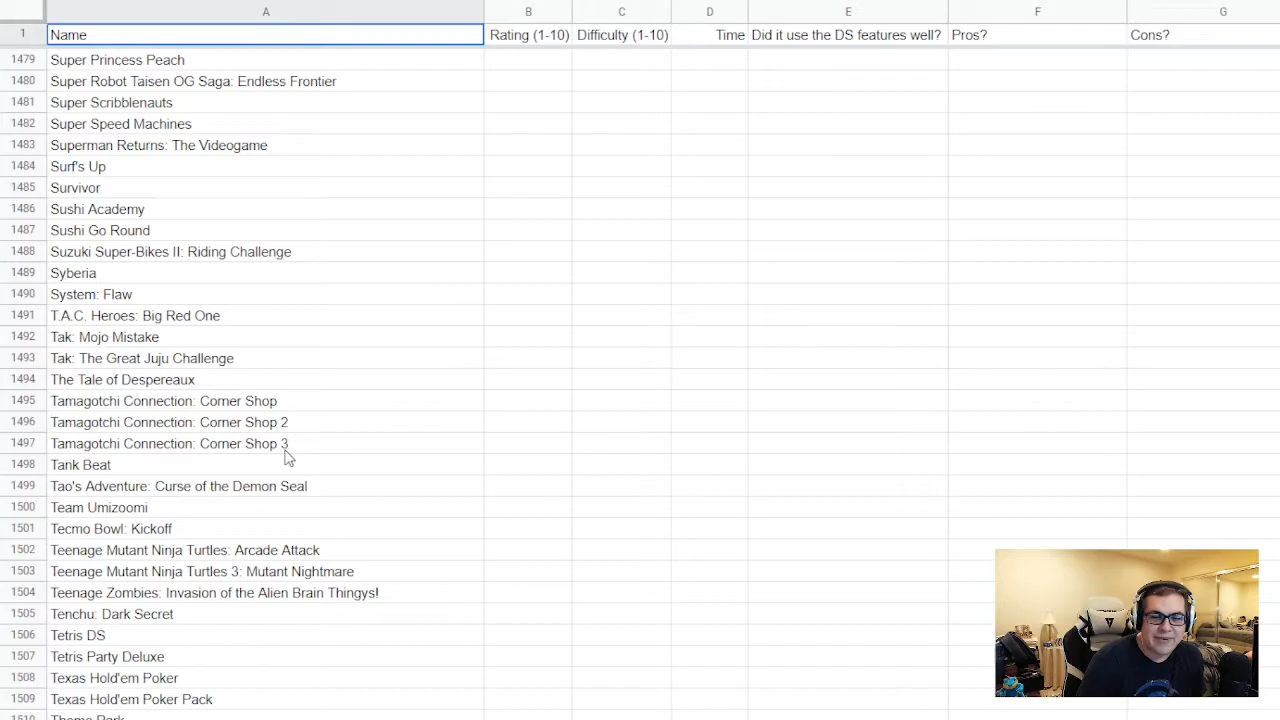 A B C D E F G
1 Name Rating (1-10) Difficulty (1-10) Time Did it use the DS features well? Pros? Cons?
1479 Super Princess Peach
1480 Super Robot Taisen OG Saga: Endless Frontier
1481 Super Scribblenauts
1482 Super Speed Machines
1483 Superman Returns: The Videogame
1484 Surf's Up
1485 Survivor
1486 Sushi Academy
1487 Sushi Go Round
1488 Suzuki Super-Bikes II: Riding Challenge
1489 Syberia
1490 System: Flaw
1491 T.A.C. Heroes: Big Red One
1492 Tak: Mojo Mistake
1493 Tak: The Great Juju Challenge
1494 The Tale of Despereaux
1495 Tamagotchi Connection: Corner Shop
1496 Tamagotchi Connection: Corner Shop 2
1497 Tamagotchi Connection: Corner Shop 3
1498 Tank Beat
1499 Tao's Adventure: Curse of the Demon Seal
1500 Team Umizoomi
1501 Tecmo Bowl: Kickoff
1502 Teenage Mutant Ninja Turtles: Arcade Attack
1503 Teenage Mutant Ninja Turtles 3: Mutant Nightmare
1504 Teenage Zombies: Invasion of the Alien Brain Thingys!
1505 Tenchu: Dark Secret
1506 Tetris DS
1507 Tetris Party Deluxe
1508 Texas Hold'em Poker
1509 Texas Hold'em Poker Pack
1510 Theme Park